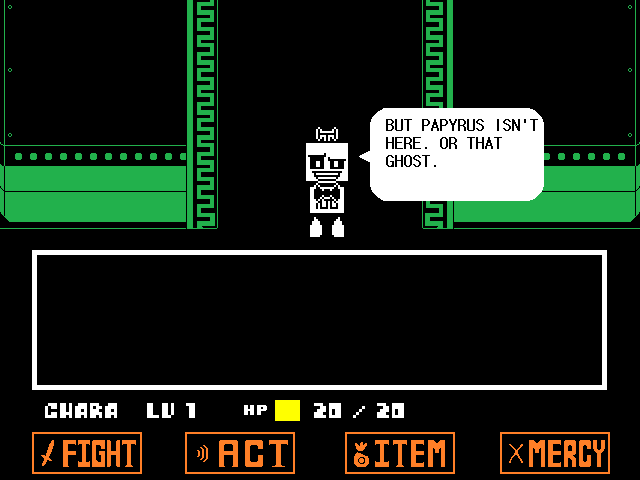 BUT PAPYRUS ISN'T
HERE. OR THAT
GHOST.
CHARA LV 1 HP 20 / 20
FIGHT ACT ITEM MERCY